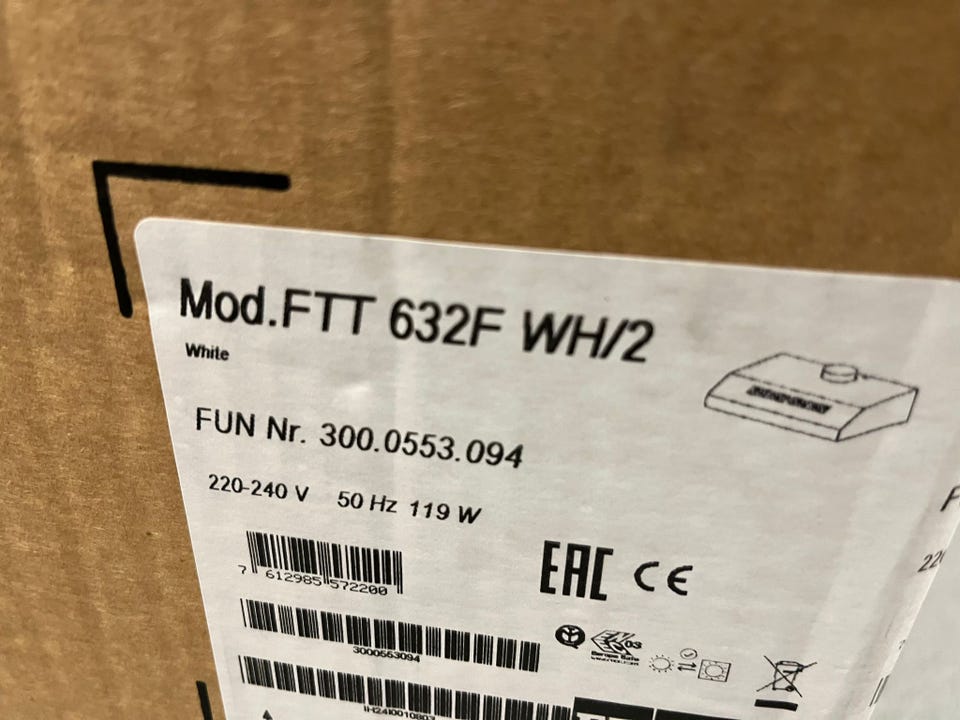 Mod.FTT 632F WH/2
White
FUN Nr. 300.0553.094
220-240 V 50 Hz 119 W
7 612985 572200
EAC CE
3000553094
03